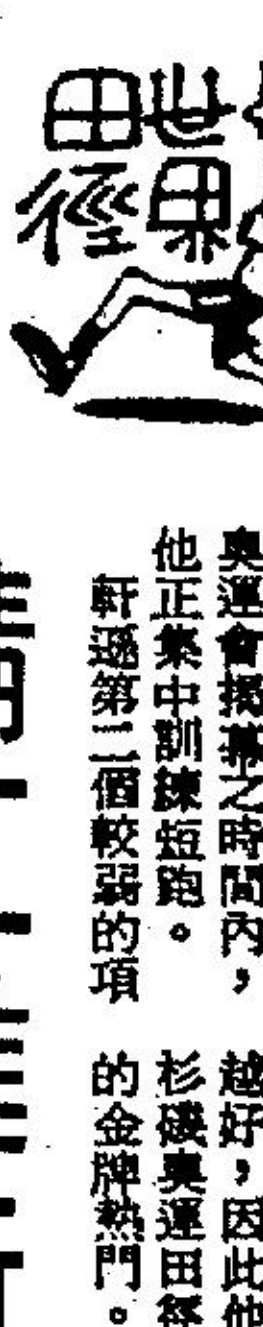 世界
田徑
奧運會揭幕之時間內，
他正集中訓練短跑。
軒遜第二個較弱的項
越好，因此他
杉磯奧運田徑
的金牌熱門。